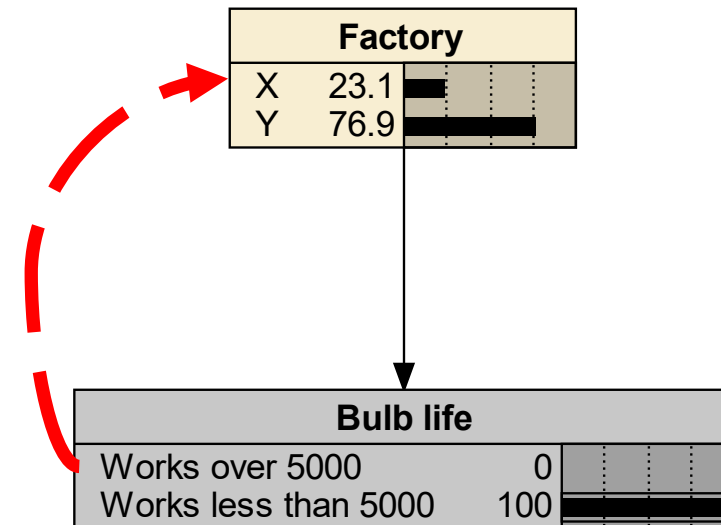 Factory
X 23.1
Y 76.9
Bulb life
Works over 5000 0
Works less than 5000 100